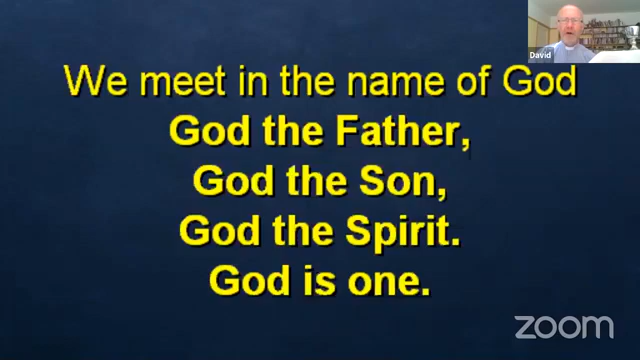 David
We meet in the name of God
God the Father,
God the Son,
God the Spirit.
God is one.
zoom